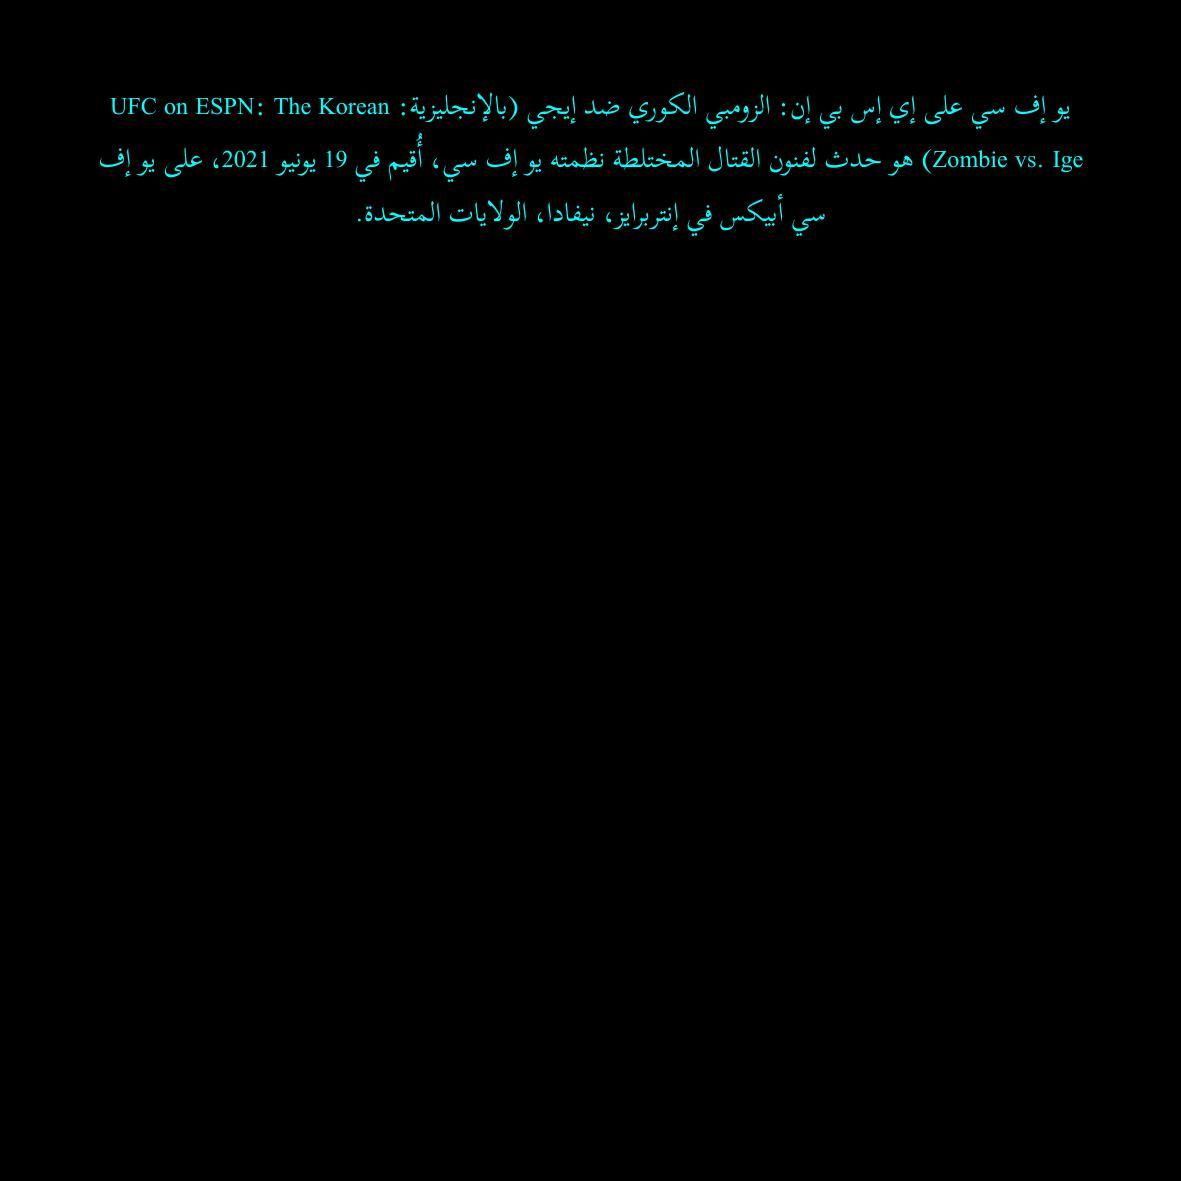 يو إف سي على إي إس بي إن: الزومبي الكوري ضد إيجي (بالإنجليزية: UFC on ESPN: The Korean
Zombie vs. Ige) هو حدث لفنون القتال المختلطة نظمته يو إف سي، أُقيم في 19 يونيو 2021، على يو إف
سي أبيكس في إنتربرايز، نيفادا، الولايات المتحدة.